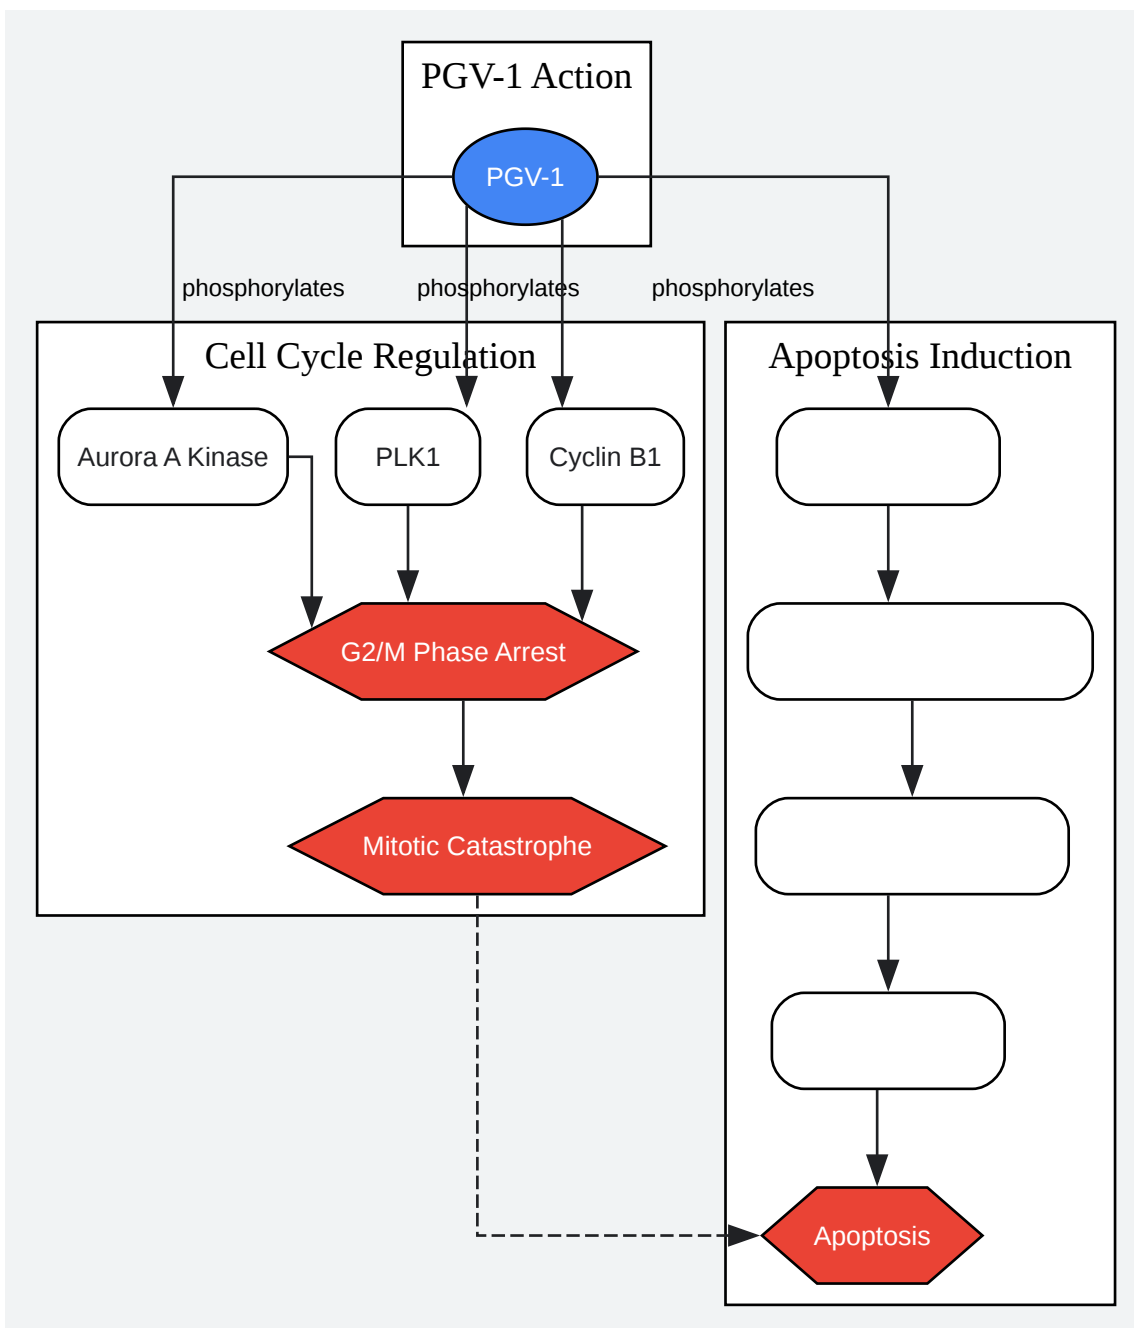 PGV-1 Action
PGV-1
phosphorylates
phosphorylates
phosphorylates
Cell Cycle Regulation
Apoptosis Induction
Aurora A Kinase
PLK1
Cyclin B1
G2/M Phase Arrest
Mitotic Catastrophe
Apoptosis